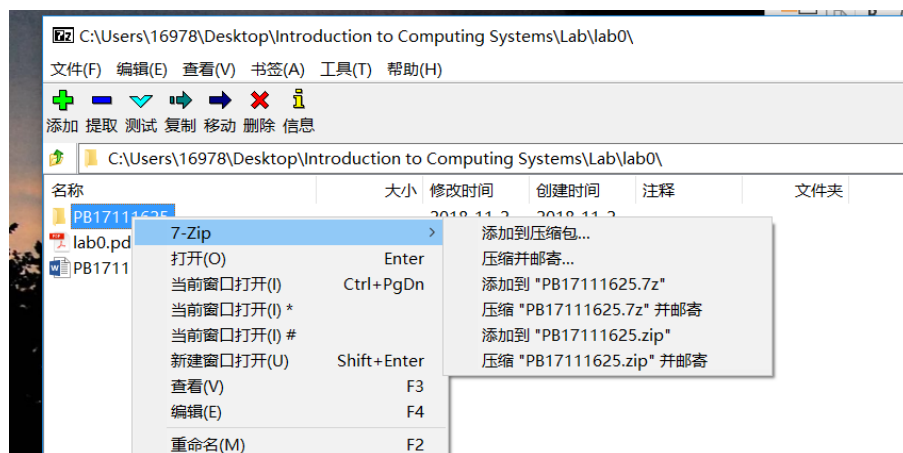 C:\Users\16978\Desktop\Introduction to Computing Systems\Lab\lab0\
文件(F) 编辑(E) 查看(V) 书签(A) 工具(T) 帮助(H)
添加 提取 测试 复制 移动 删除 信息
C:\Users\16978\Desktop\Introduction to Computing Systems\Lab\lab0\
名称 大小 修改时间 创建时间 注释 文件夹
PB17111625 2018-11-2 2018-11-2
lab0.pd
PB1711
7-Zip
打开(O) Enter
当前窗口打开(I) Ctrl+PgDn
当前窗口打开(I) *
当前窗口打开(I) #
新建窗口打开(U) Shift+Enter
查看(V) F3
编辑(E) F4
重命名(M) F2
添加到压缩包...
压缩并邮寄...
添加到 "PB17111625.7z"
压缩 "PB17111625.7z" 并邮寄
添加到 "PB17111625.zip"
压缩 "PB17111625.zip" 并邮寄